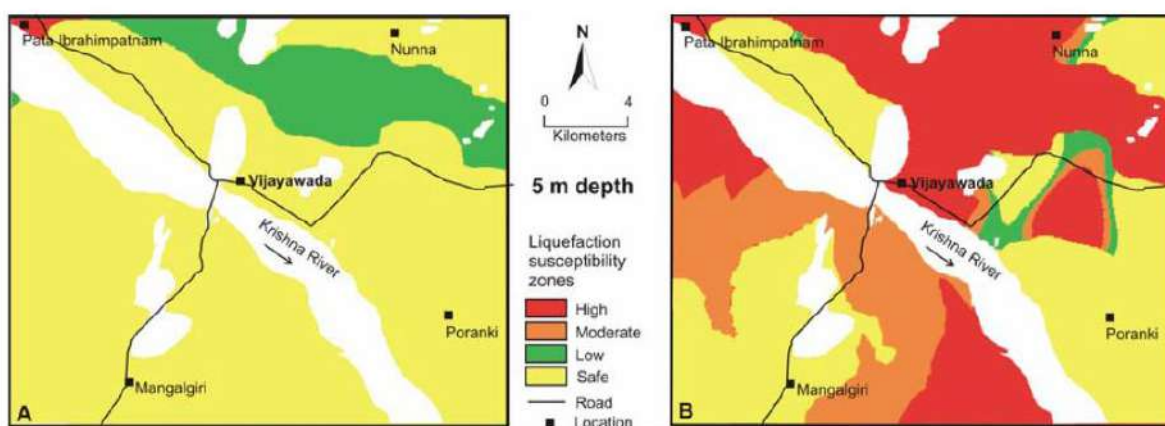 Pata Ibrahimpatnam
Nunna
Vijayawada
Krishna River
Poranki
Mangalgiri
A
N
0 4
Kilometers
5 m depth
Liquefaction
susceptibility
zones
High
Moderate
Low
Safe
Road
Location
Pata Ibrahimpatnam
Nunna
Vijayawada
Krishna River
Poranki
Mangalgiri
B